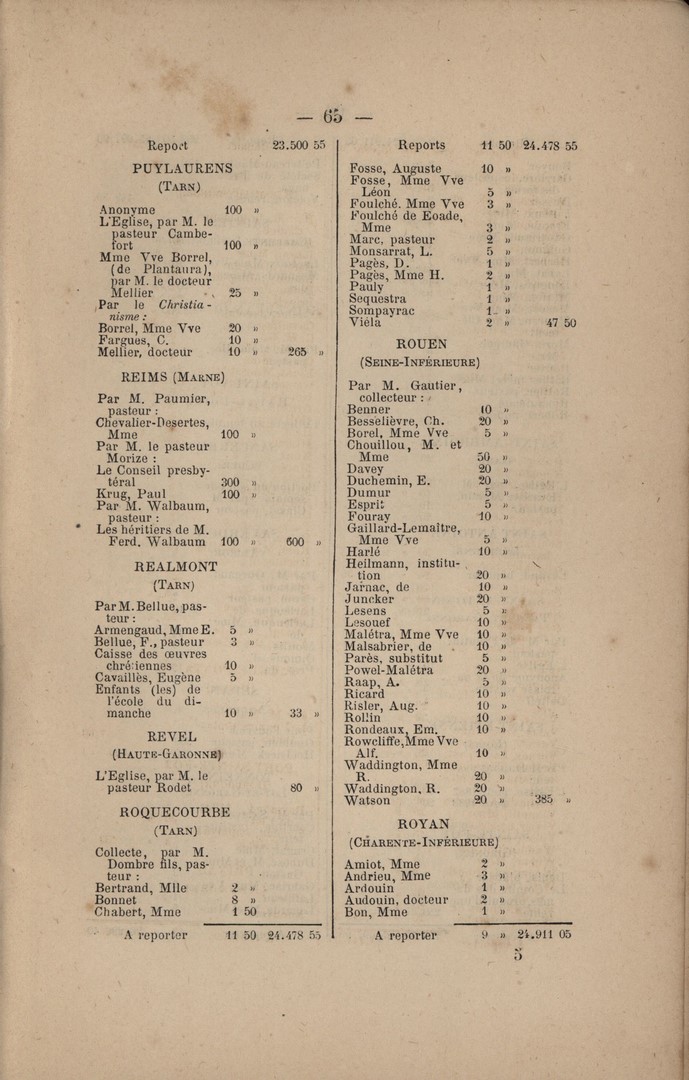 — 65 —
Report 23.500 55
PUYLAURENS
(TARN)
Anonyme 100 »
L'Eglise, par M. le
pasteur Cambe-
fort 100 »
Mme Vve Borrel,
(de Plantaura),
par M. le docteur
Mellier 25 »
Par le Christia-
nisme :
Borrel, Mme Vve 20 »
Fargues, C. 10 »
Mellier, docteur 10 » 265 »
REIMS (MARNE)
Par M. Paumier,
pasteur :
Chevalier-Desertes,
Mme 100 »
Par M. le pasteur
Morize :
Le Conseil presby-
téral 300 »
Krug, Paul 100 »
Par M. Walbaum,
pasteur :
Les héritiers de M.
Ferd. Walbaum 100 » 600 »
REALMONT
(TARN)
Par M. Bellue, pas-
teur :
Armengaud, Mme E. 5 »
Bellue, F., pasteur 3 »
Caisse des œuvres
chrétiennes 10 »
Cavaillès, Eugène 5 »
Enfants (les) de
l'école du di-
manche 10 » 33 »
REVEL
(HAUTE-GARONNE)
L'Eglise, par M. le
pasteur Rodet 80 »
ROQUECOURBE
(TARN)
Collecte, par M.
Dombre fils, pas-
teur :
Bertrand, Mlle 2 »
Bonnet 8 »
Chabert, Mme 1 50
A reporter 11 50 24.478 55
Reports 11 50 24.478 55
Fosse, Auguste 10 »
Fosse, Mme Vve
Léon 5 »
Foulché. Mme Vve 3 »
Foulché de Eoade,
Mme 3 »
Marc, pasteur 2 »
Monsarrat, L. 5 »
Pagès, D. 1 »
Pagès, Mme H. 2 »
Pauly 1 »
Sequestra 1 »
Sompayrac 1 »
Viéla 2 » 47 50
ROUEN
(SEINE-INFÉRIEURE)
Par M. Gautier,
collecteur :
Benner 10 »
Besselièvre, Ch. 20 »
Borel, Mme Vve 5 »
Chouillou, M. et
Mme 50 »
Davey 20 »
Duchemin, E. 20 »
Dumur 5 »
Esprit 5 »
Fouray 10 »
Gaillard-Lemaître,
Mme Vve 5 »
Harlé 10 »
Heilmann, institu-
tion 20 »
Jarnac, de 10 »
Juncker 20 »
Lesens 5 »
Lesouef 10 »
Malétra, Mme Vve 10 »
Malsabrier, de 10 »
Parès, substitut 5 »
Powel-Malétra 20 »
Raap, A. 5 »
Ricard 10 »
Risler, Aug. 10 »
Rollin 10 »
Rondeaux, Em. 10 »
Rowcliffe, Mme Vve
Alf. 10 »
Waddington, Mme
R. 20 »
Waddington, R. 20 »
Watson 20 » 385 »
ROYAN
(CHARENTE-INFÉRIEURE)
Amiot, Mme 2 »
Andrieu, Mme 3 »
Ardouin 1 »
Audouin, docteur 2 »
Bon, Mme 1 »
A reporter 9 » 24.911 05
5